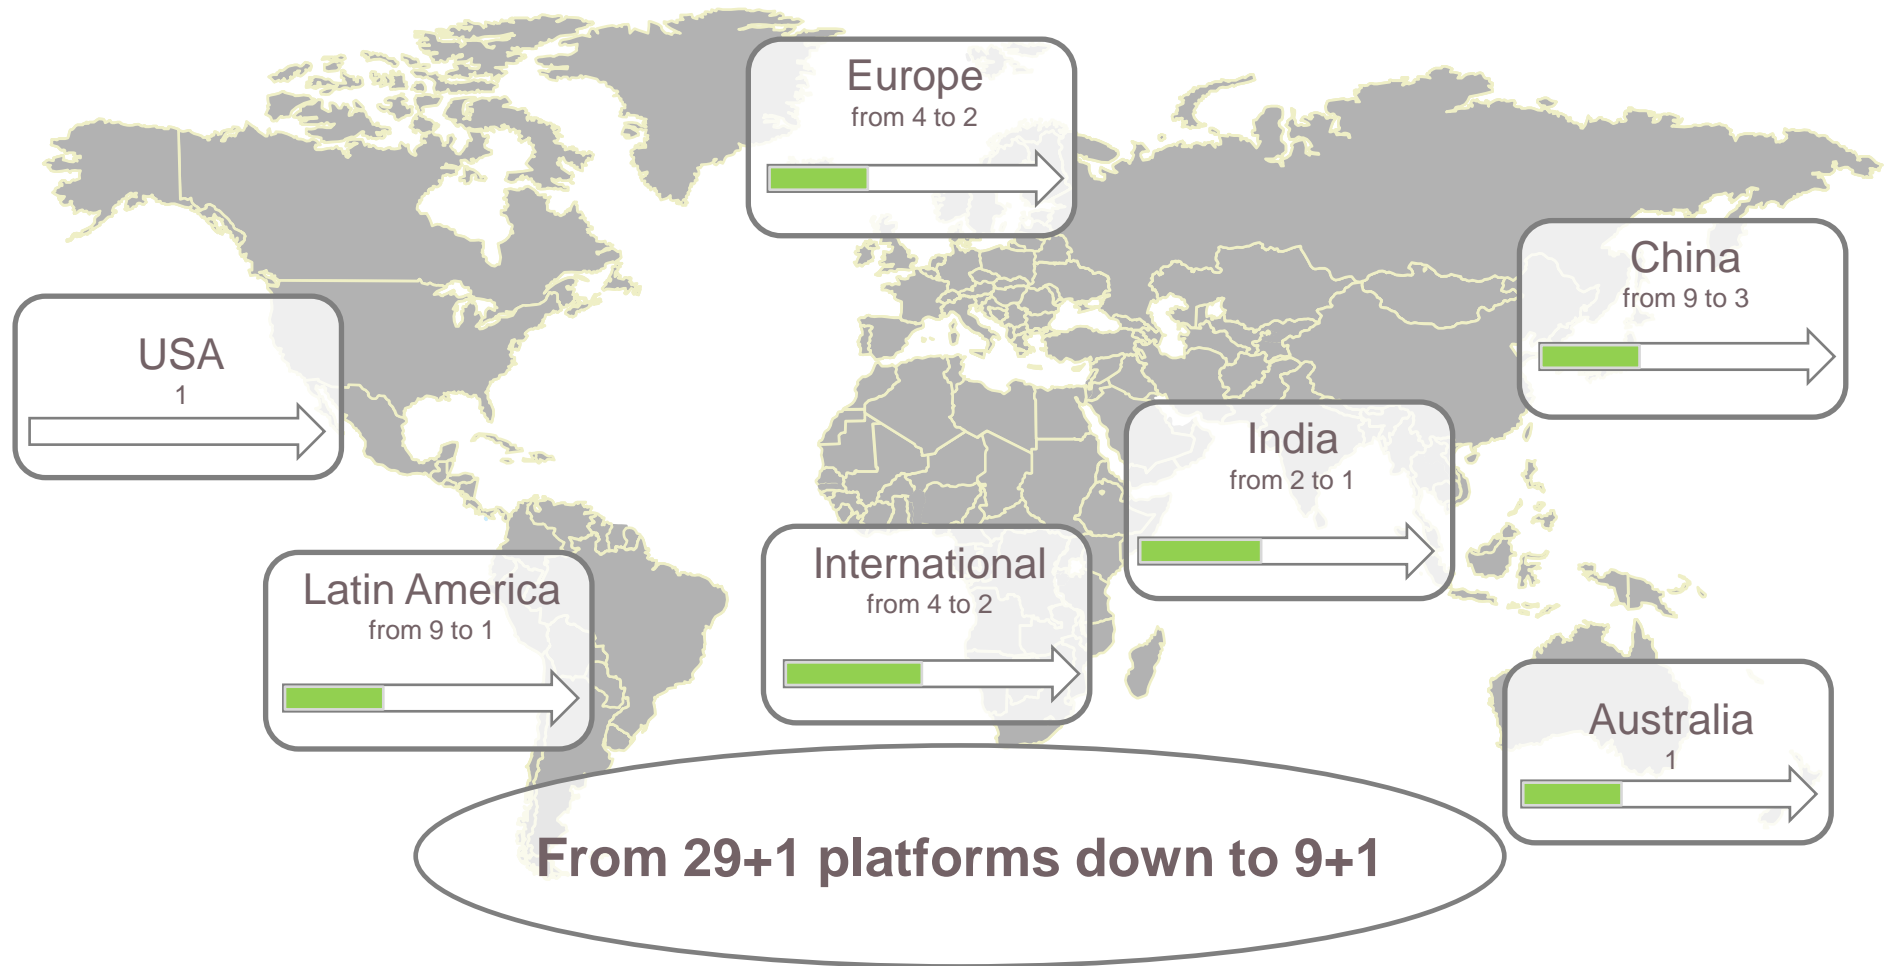 Europe
from 4 to 2
China
from 9 to 3
USA
1
India
from 2 to 1
International
from 4 to 2
Latin America
from 9 to 1
Australia
1
From 29+1 platforms down to 9+1